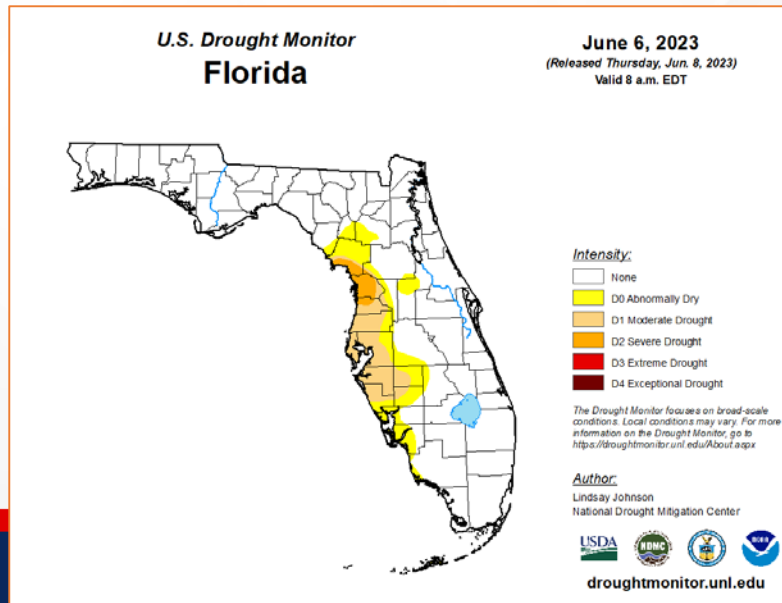 U.S. Drought Monitor
Florida
June 6, 2023
(Released Thursday, Jun. 8, 2023)
Valid 8 a.m. EDT
Intensity:
None
D0 Abnormally Dry
D1 Moderate Drought
D2 Severe Drought
D3 Extreme Drought
D4 Exceptional Drought
The Drought Monitor focuses on broad-scale
conditions. Local conditions may vary. For more
information on the Drought Monitor, go to
https://droughtmonitor.unl.edu/About.aspx
Author:
Lindsay Johnson
National Drought Mitigation Center
USDA
NDMC
NOAA
droughtmonitor.unl.edu